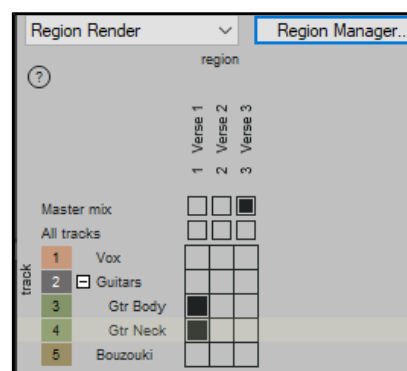 Region Render
Region Manager...
region
?
1 Verse 1
2 Verse 2
3 Verse 3
Master mix
All tracks
track
1 Vox
2 Guitars
3 Gtr Body
4 Gtr Neck
5 Bouzouki